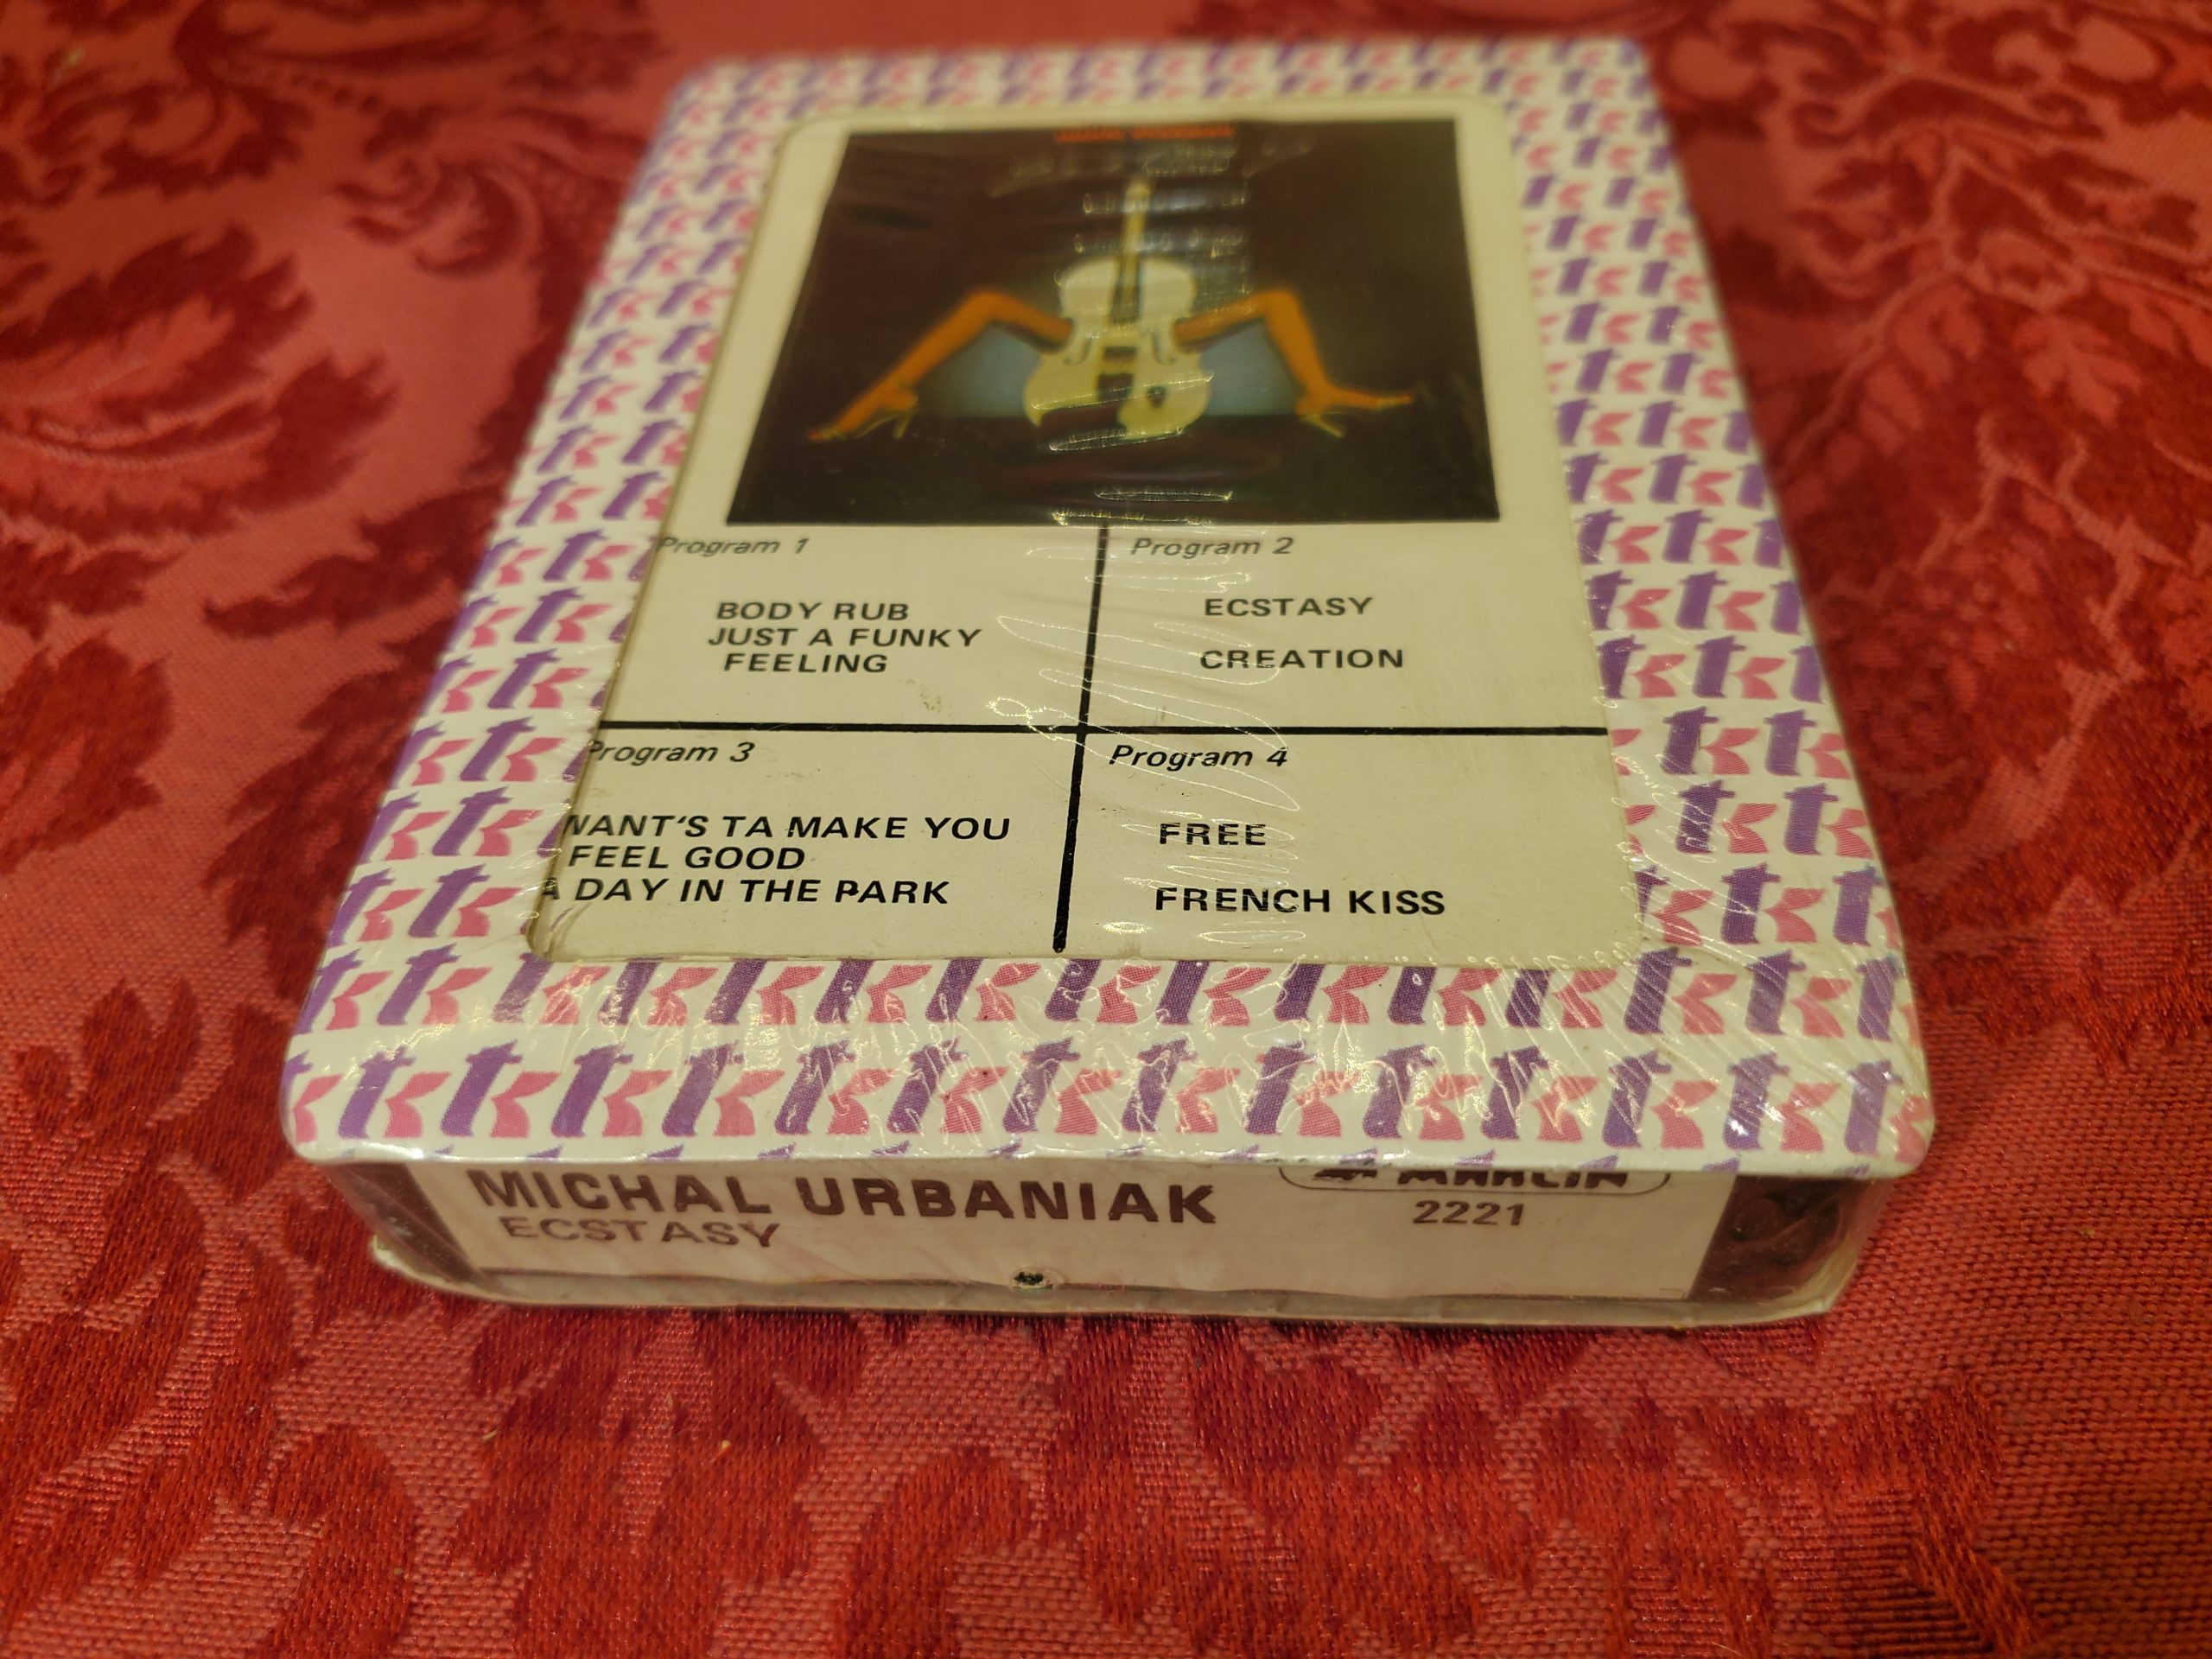 Program 1
BODY RUB
JUST A FUNKY
FEELING
Program 2
ECSTASY
CREATION
Program 3
WANT'S TA MAKE YOU
FEEL GOOD
A DAY IN THE PARK
Program 4
FREE
FRENCH KISS
MICHAL URBANIAK
ECSTASY
MARLIN
2221